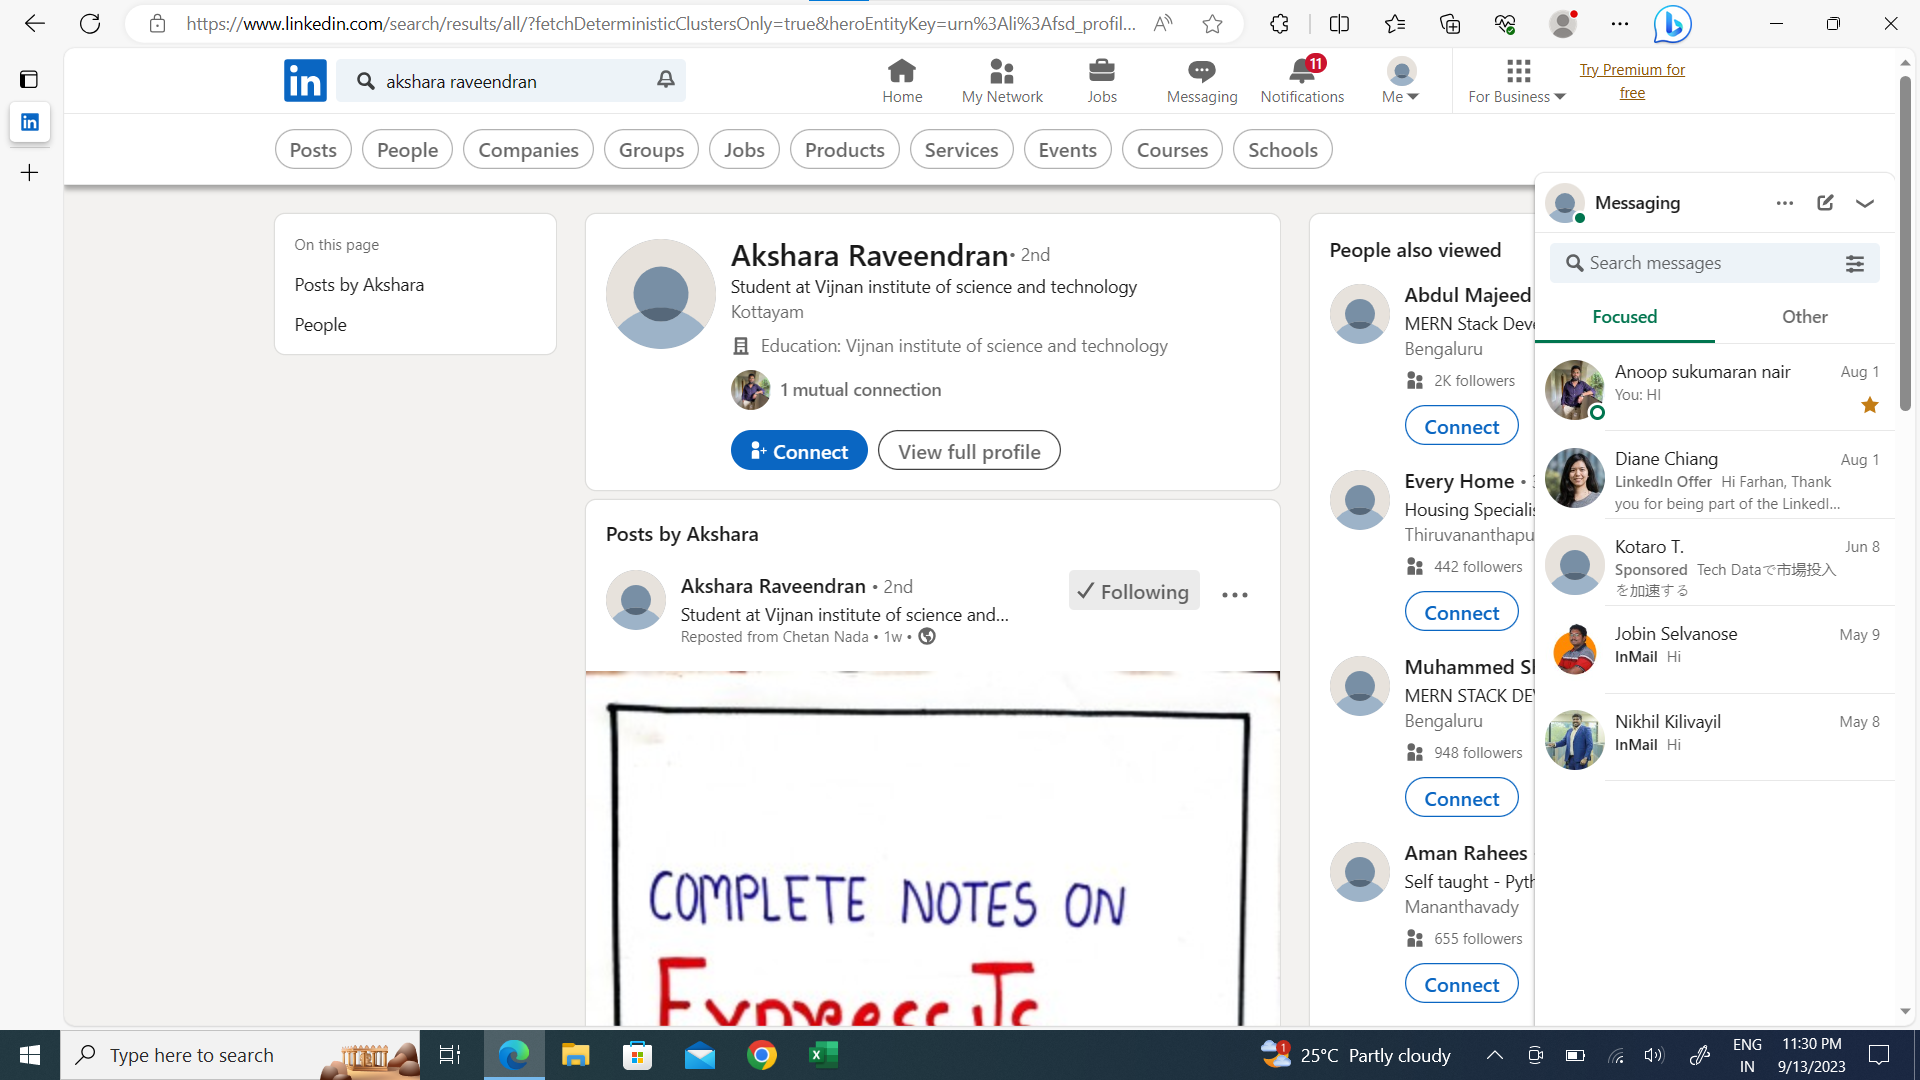 https://www.linkedin.com/search/results/all/?fetchDeterministicClustersOnly=true&heroEntityKey=urn%3Ali%3Afsd_profil...
akshara raveendran
Home
My Network
Jobs
Messaging
11
Notifications
Me
For Business
Try Premium for
free
Posts
People
Companies
Groups
Jobs
Products
Services
Events
Courses
Schools
On this page
Posts by Akshara
People
Akshara Raveendran • 2nd
Student at Vijnan institute of science and technology
Kottayam
Education: Vijnan institute of science and technology
1 mutual connection
Connect
View full profile
Posts by Akshara
Akshara Raveendran • 2nd
Student at Vijnan institute of science and...
Reposted from Chetan Nada • 1w •
Following
COMPLETE NOTES ON
Express JS
People also viewed
Abdul Majeed
MERN Stack Deve
Bengaluru
2K followers
Connect
Every Home •
Housing Specialis
Thiruvananthapu
442 followers
Connect
Muhammed Sh
MERN STACK DEV
Bengaluru
948 followers
Connect
Aman Rahees
Self taught - Pyth
Mananthavady
655 followers
Connect
Messaging
Search messages
Focused
Other
Anoop sukumaran nair
Aug 1
You: HI
Diane Chiang
Aug 1
LinkedIn Offer Hi Farhan, Thank
you for being part of the LinkedI...
Kotaro T.
Jun 8
Sponsored Tech Dataで市場投入
を加速する
Jobin Selvanose
May 9
InMail Hi
Nikhil Kilivayil
May 8
InMail Hi
Type here to search
1
25°C Partly cloudy
ENG
IN
11:30 PM
9/13/2023